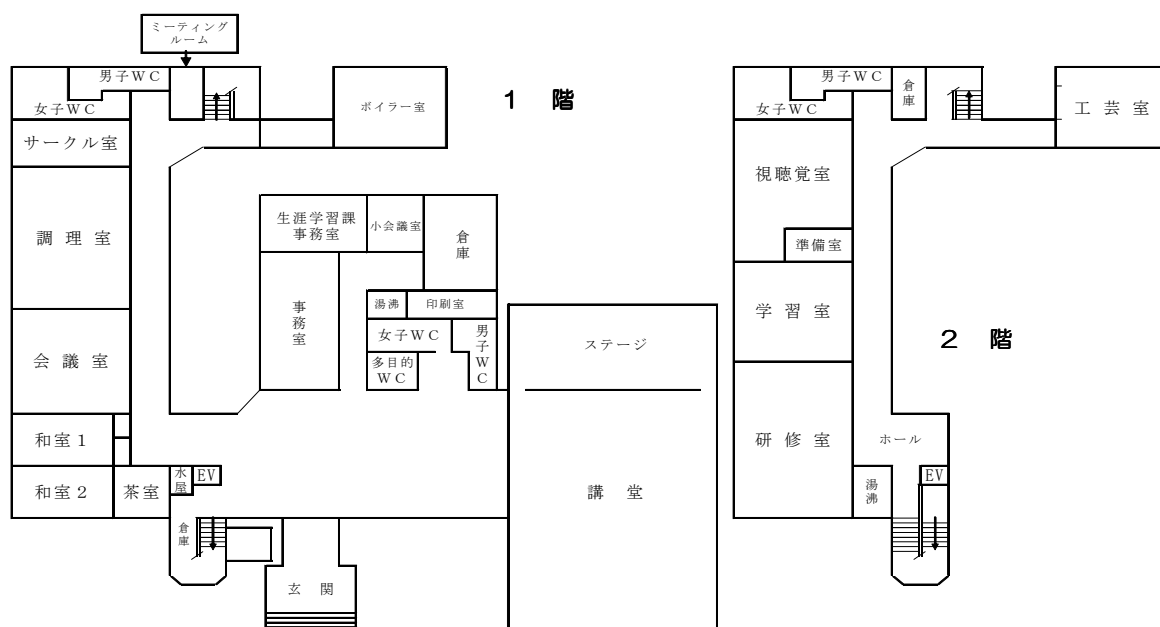 ミーティング
ルーム
男子WC
女子WC
サークル室
調理室
会議室
和室1
和室2
茶室
水屋
EV
倉庫
ボイラー室
1 階
生涯学習課
事務室
小会議室
倉庫
事務室
湯沸
印刷室
女子WC
男子WC
多目的
WC
ステージ
講堂
玄関
男子WC
倉庫
女子WC
工芸室
視聴覚室
準備室
学習室
2 階
研修室
ホール
湯沸
EV